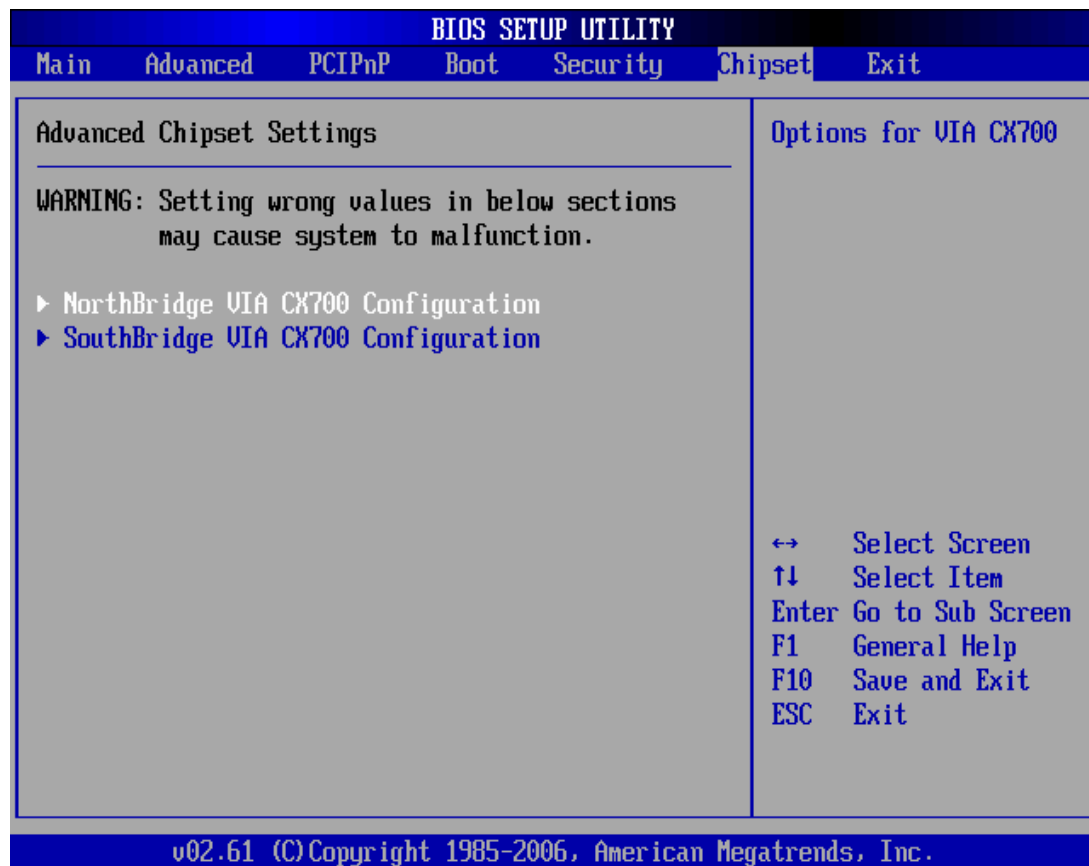 BIOS SETUP UTILITY
Main Advanced PCIPnP Boot Security Chipset Exit
Advanced Chipset Settings
WARNING: Setting wrong values in below sections
may cause system to malfunction.
▶ NorthBridge VIA CX700 Configuration
▶ SouthBridge VIA CX700 Configuration
Options for VIA CX700
↔ Select Screen
↑↓ Select Item
Enter Go to Sub Screen
F1 General Help
F10 Save and Exit
ESC Exit
v02.61 (C)Copyright 1985-2006, American Megatrends, Inc.